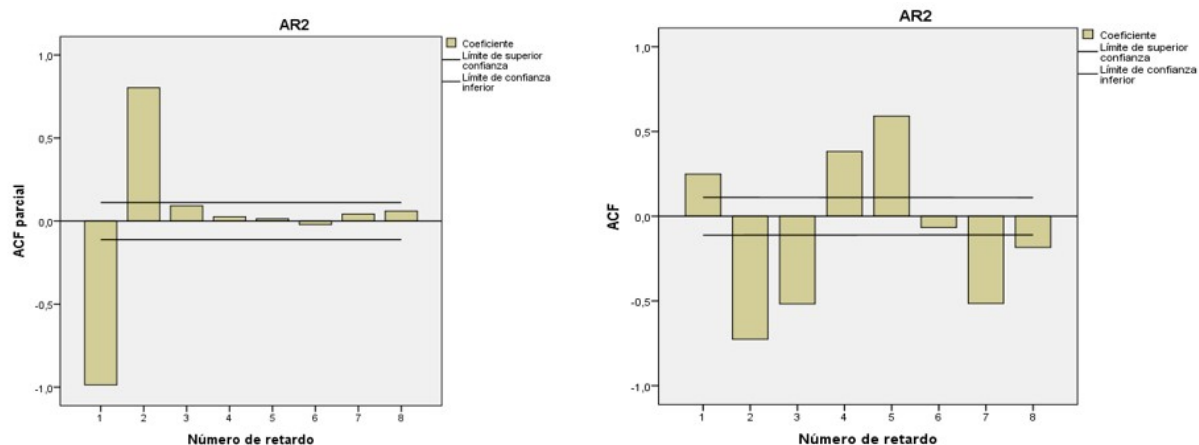 AR2
1,0
0,5
0,0
-0,5
-1,0
ACF parcial
1 2 3 4 5 6 7 8
Número de retardo
Coeficiente
Límite de superior
confianza
Límite de confianza
inferior
AR2
1,0
0,5
0,0
-0,5
-1,0
ACF
1 2 3 4 5 6 7 8
Número de retardo
Coeficiente
Límite de superior
confianza
Límite de confianza
inferior